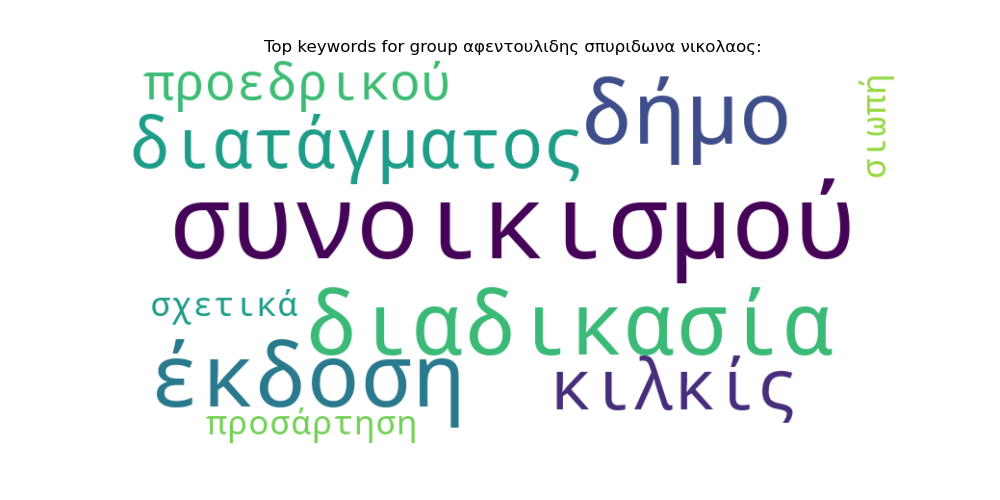 Top keywords for group αφεντουλιδης σπυριδωνα νικολαος:
προεδρικού
δήμο
σιωπή
διατάγματος
συνοικισμού
σχετικά
διαδικασία
έκδοση
κιλκίς
προσάρτηση